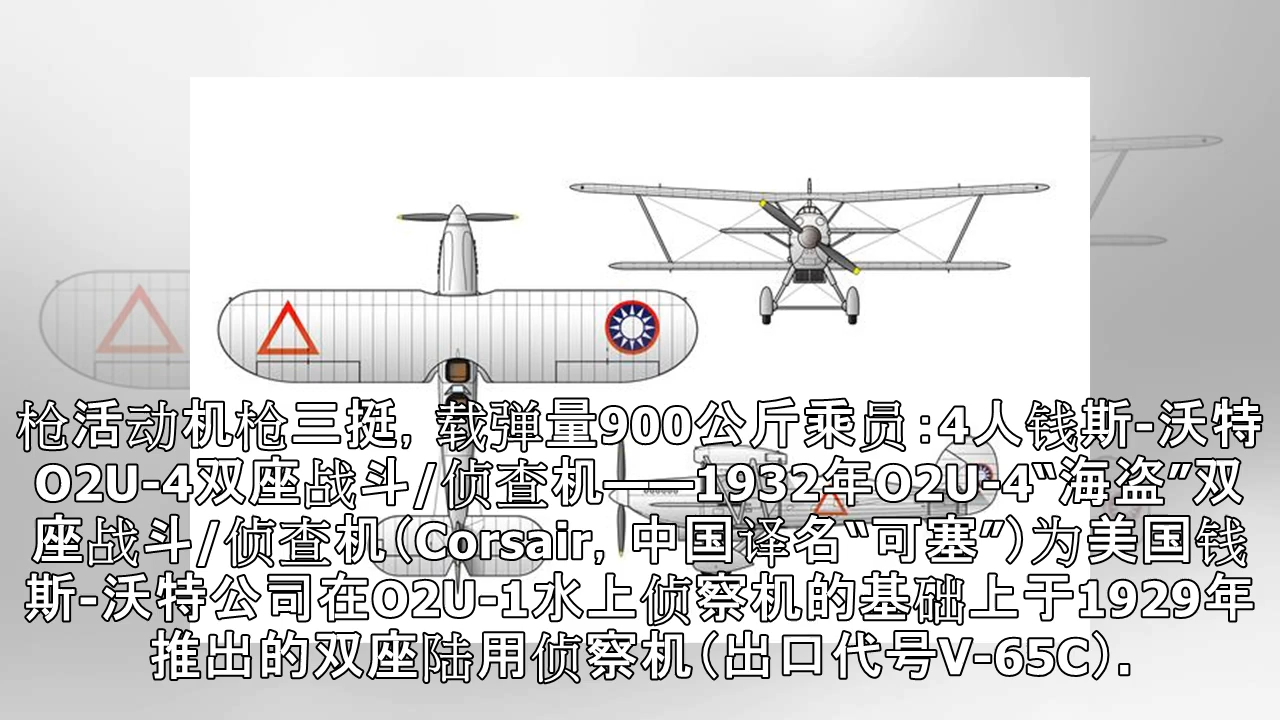 枪活动机枪三挺, 载弹量900公斤乘员:4人钱斯-沃特
O2U-4双座战斗/侦查机——1932年O2U-4“海盗”双
座战斗/侦查机(Corsair, 中国译名“可塞”)为美国钱
斯-沃特公司在O2U-1水上侦察机的基础上于1929年
推出的双座陆用侦察机(出口代号V-65C).